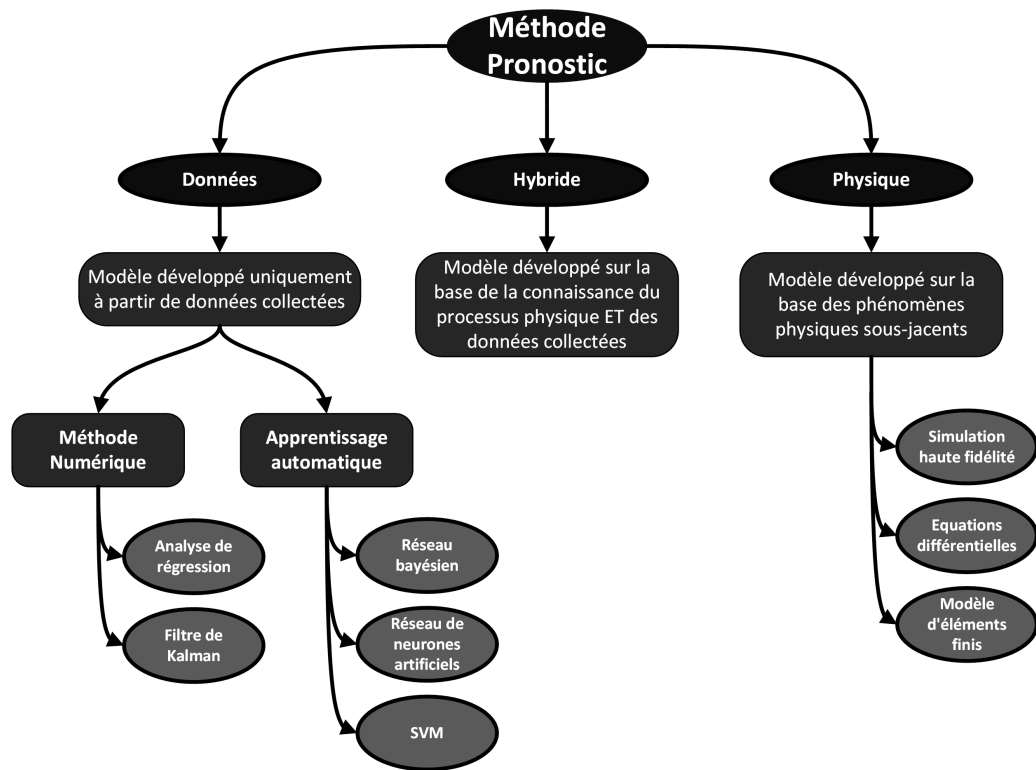 Méthode
Pronostic
Données
Hybride
Physique
Modèle développé uniquement
à partir de données collectées
Modèle développé sur la
base de la connaissance du
processus physique ET des
données collectées
Modèle développé sur la
base des phénomènes
physiques sous-jacents
Méthode
Numérique
Apprentissage
automatique
Analyse de
régression
Filtre de
Kalman
Réseau
bayésien
Réseau de
neurones
artificiels
SVM
Simulation
haute fidélité
Equations
différentielles
Modèle
d'éléments
finis